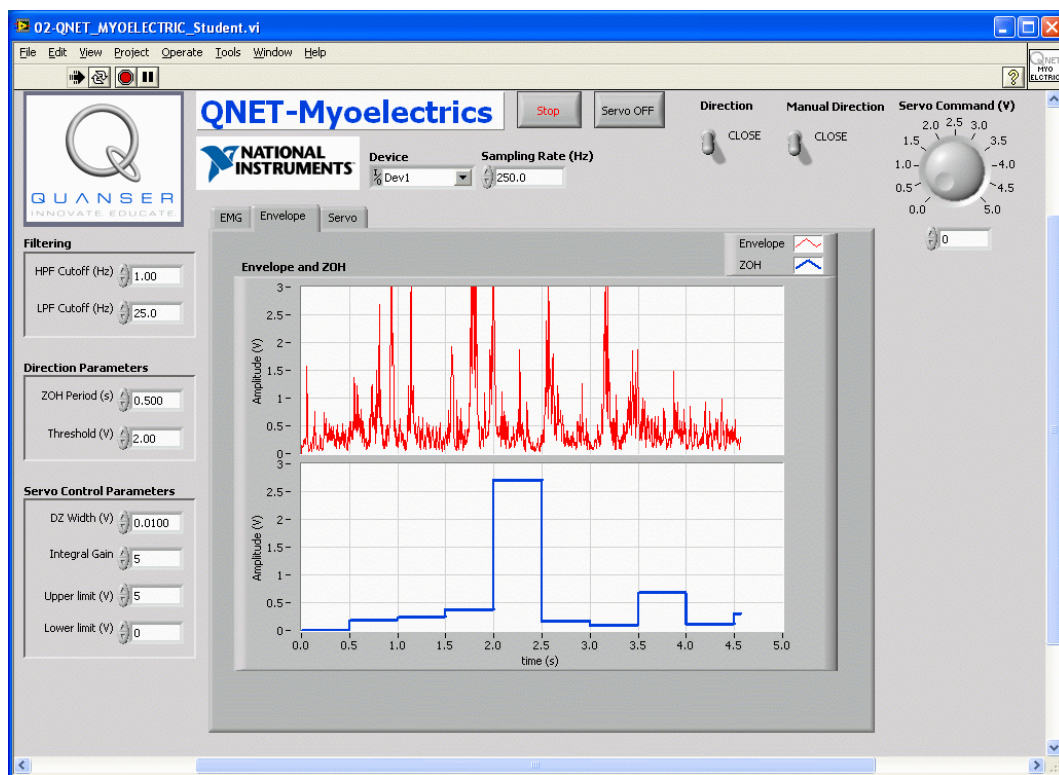 02-QNET_MYOELECTRIC_Student.vi
File Edit View Project Operate Tools Window Help
QNET
MYO
ELCTRIC
QUANSER
INNOVATE EDUCATE
QNET-Myoelectrics
Stop
Servo OFF
Direction
CLOSE
Manual Direction
CLOSE
Servo Command (V)
0.0 0.5 1.0 1.5 2.0 2.5 3.0 3.5 4.0 4.5 5.0
0
NATIONAL
INSTRUMENTS
Device
Dev1
Sampling Rate (Hz)
250.0
EMG Envelope Servo
Filtering
HPF Cutoff (Hz) 1.00
LPF Cutoff (Hz) 25.0
Direction Parameters
ZOH Period (s) 0.500
Threshold (V) 2.00
Servo Control Parameters
DZ Width (V) 0.0100
Integral Gain 5
Upper limit (V) 5
Lower limit (V) 0
Envelope
ZOH
Envelope and ZOH
Amplitude (V)
3
2.5
2
1.5
1
0.5
0
Amplitude (V)
3
2.5
2
1.5
1
0.5
0
0.0 0.5 1.0 1.5 2.0 2.5 3.0 3.5 4.0 4.5 5.0
time (s)